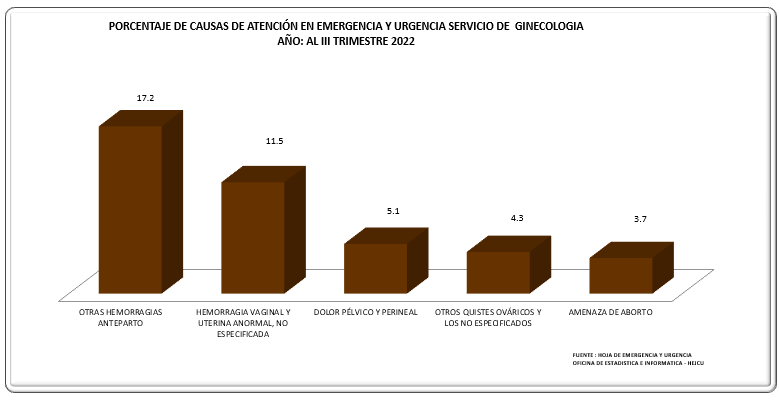 PORCENTAJE DE CAUSAS DE ATENCIÓN EN EMERGENCIA Y URGENCIA SERVICIO DE GINECOLOGIA
AÑO: AL III TRIMESTRE 2022
17.2
11.5
5.1
4.3
3.7
OTRAS HEMORRAGIAS
ANTEPARTO
HEMORRAGIA VAGINAL Y
UTERINA ANORMAL, NO
ESPECIFICADA
DOLOR PÉLVICO Y PERINEAL
OTROS QUISTES OVÁRICOS Y
LOS NO ESPECIFICADOS
AMENAZA DE ABORTO
FUENTE : HOJA DE EMERGENCIA Y URGENCIA
OFICINA DE ESTADISTICA E INFORMATICA - HEJCU